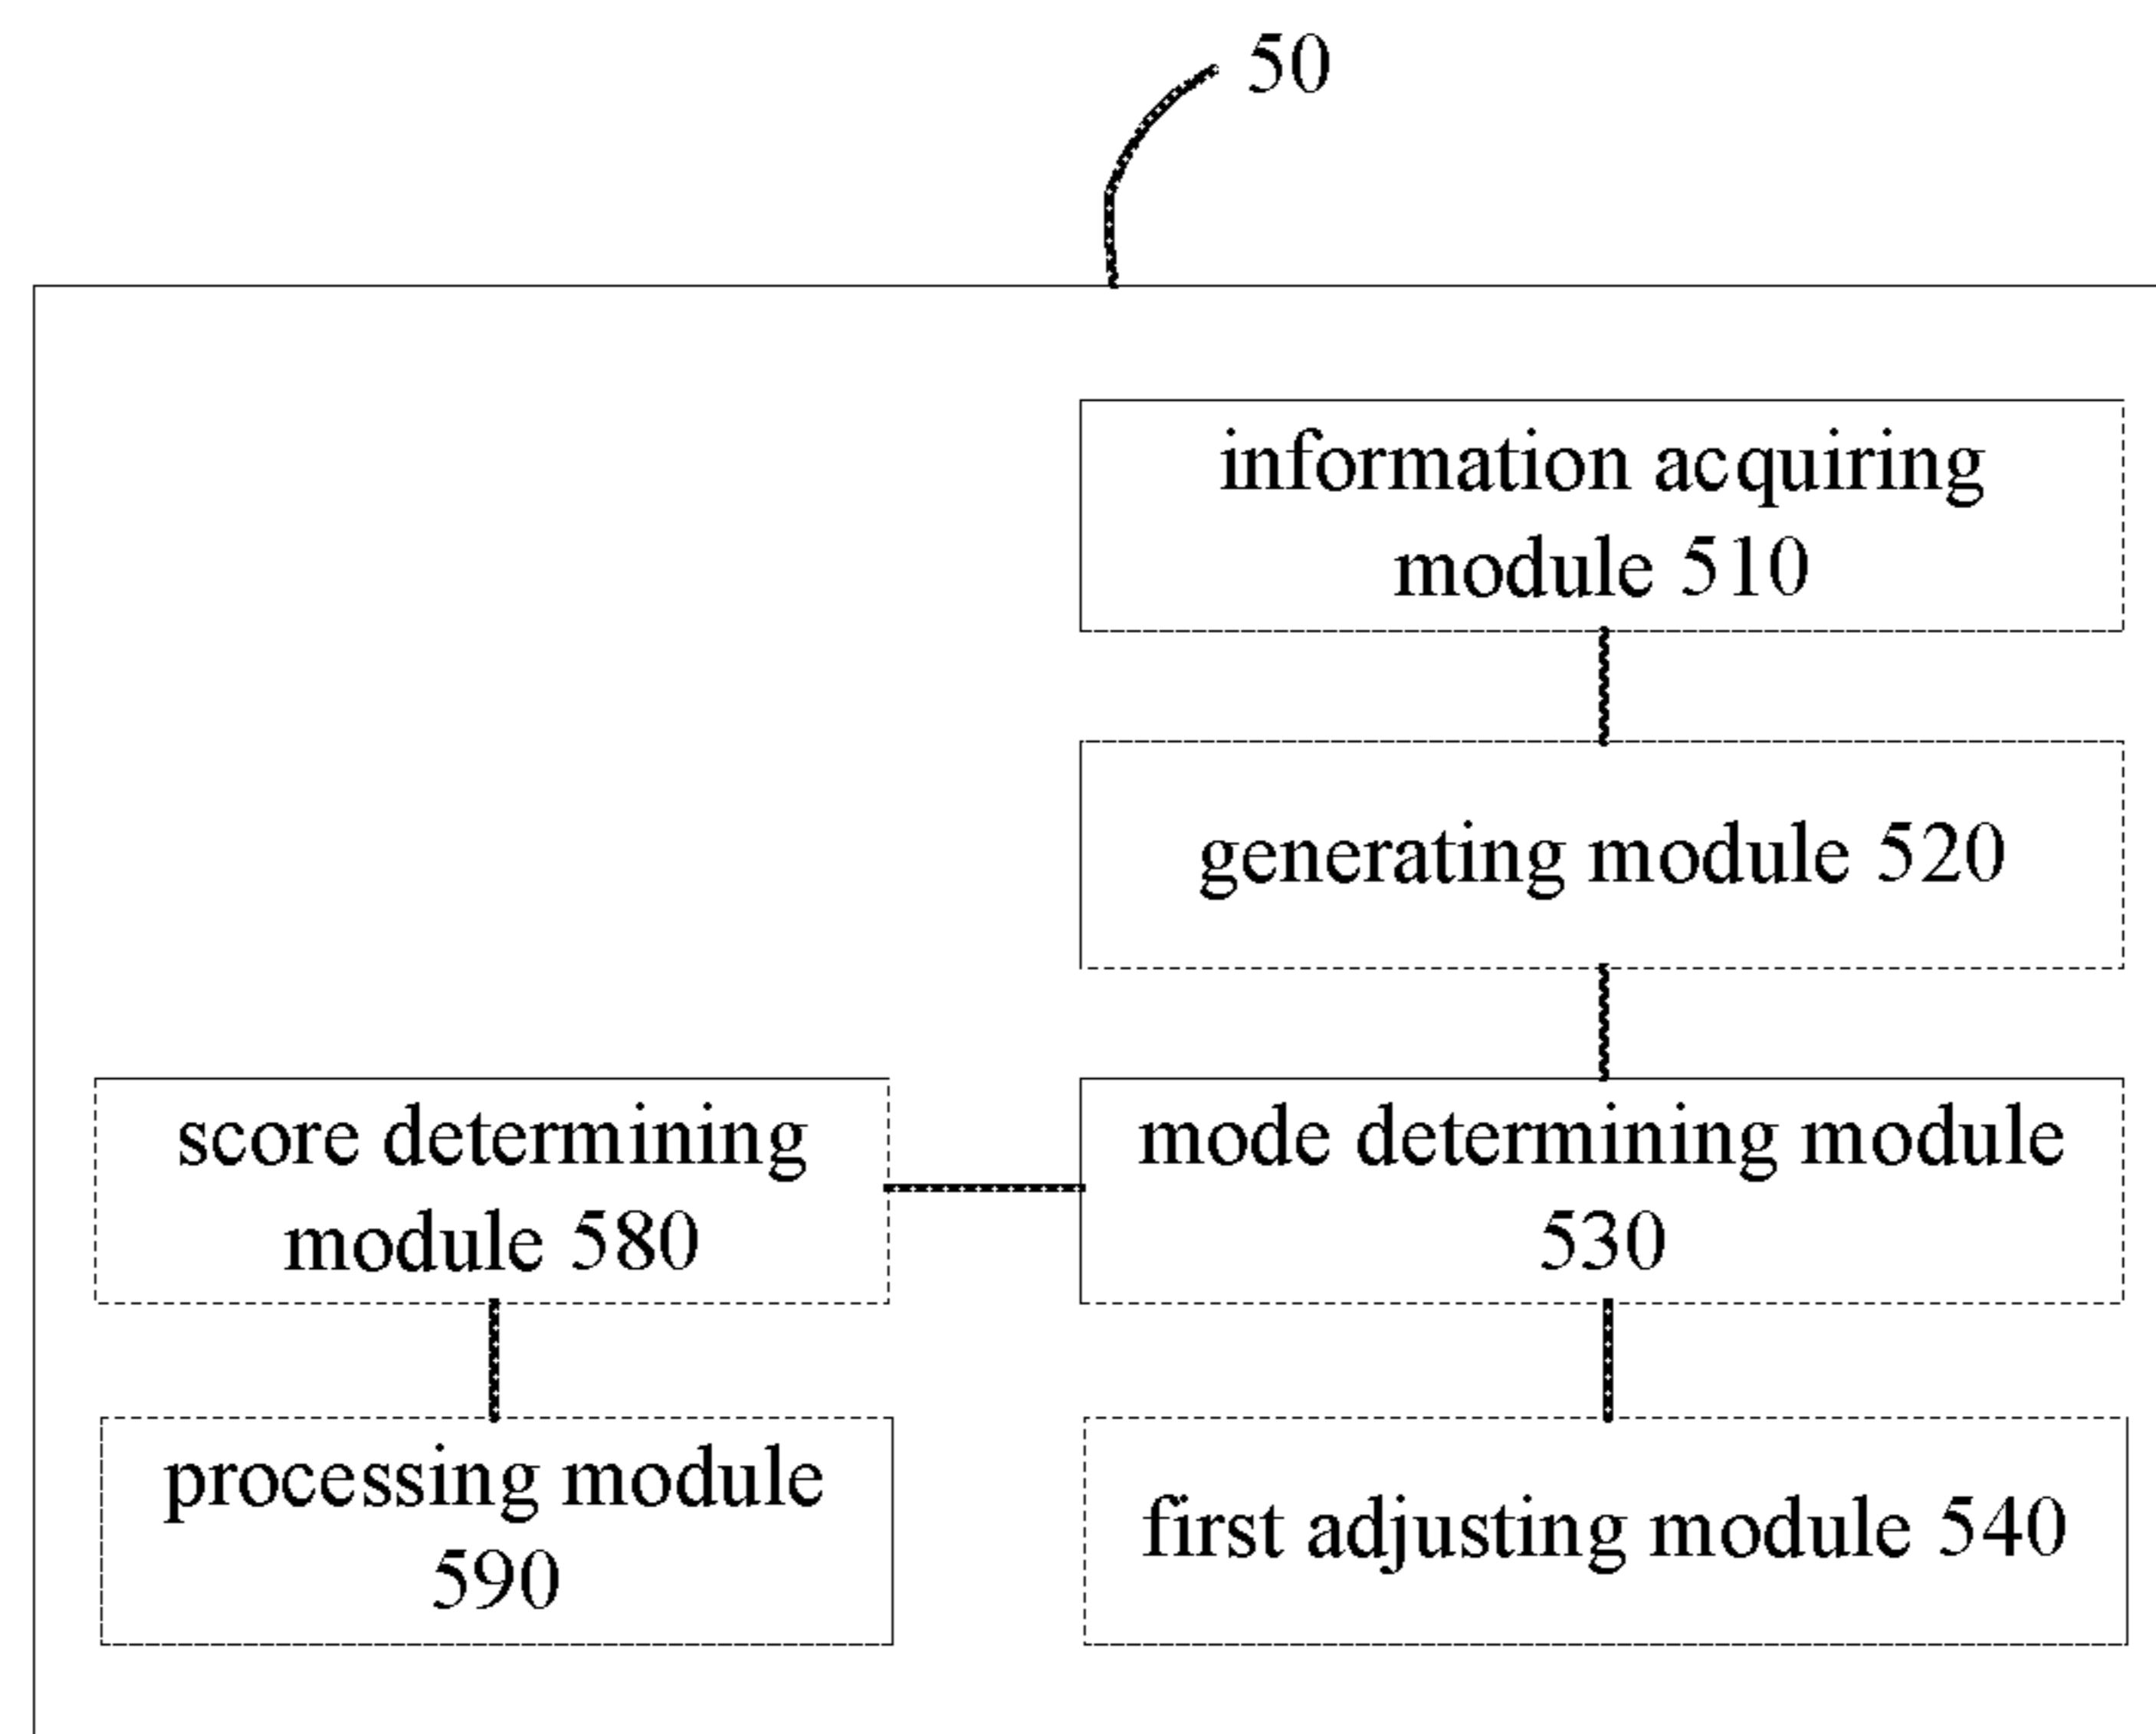 50
information acquiring
module 510
generating module 520
score determining
module 580
mode determining module
530
processing module
590
first adjusting module 540